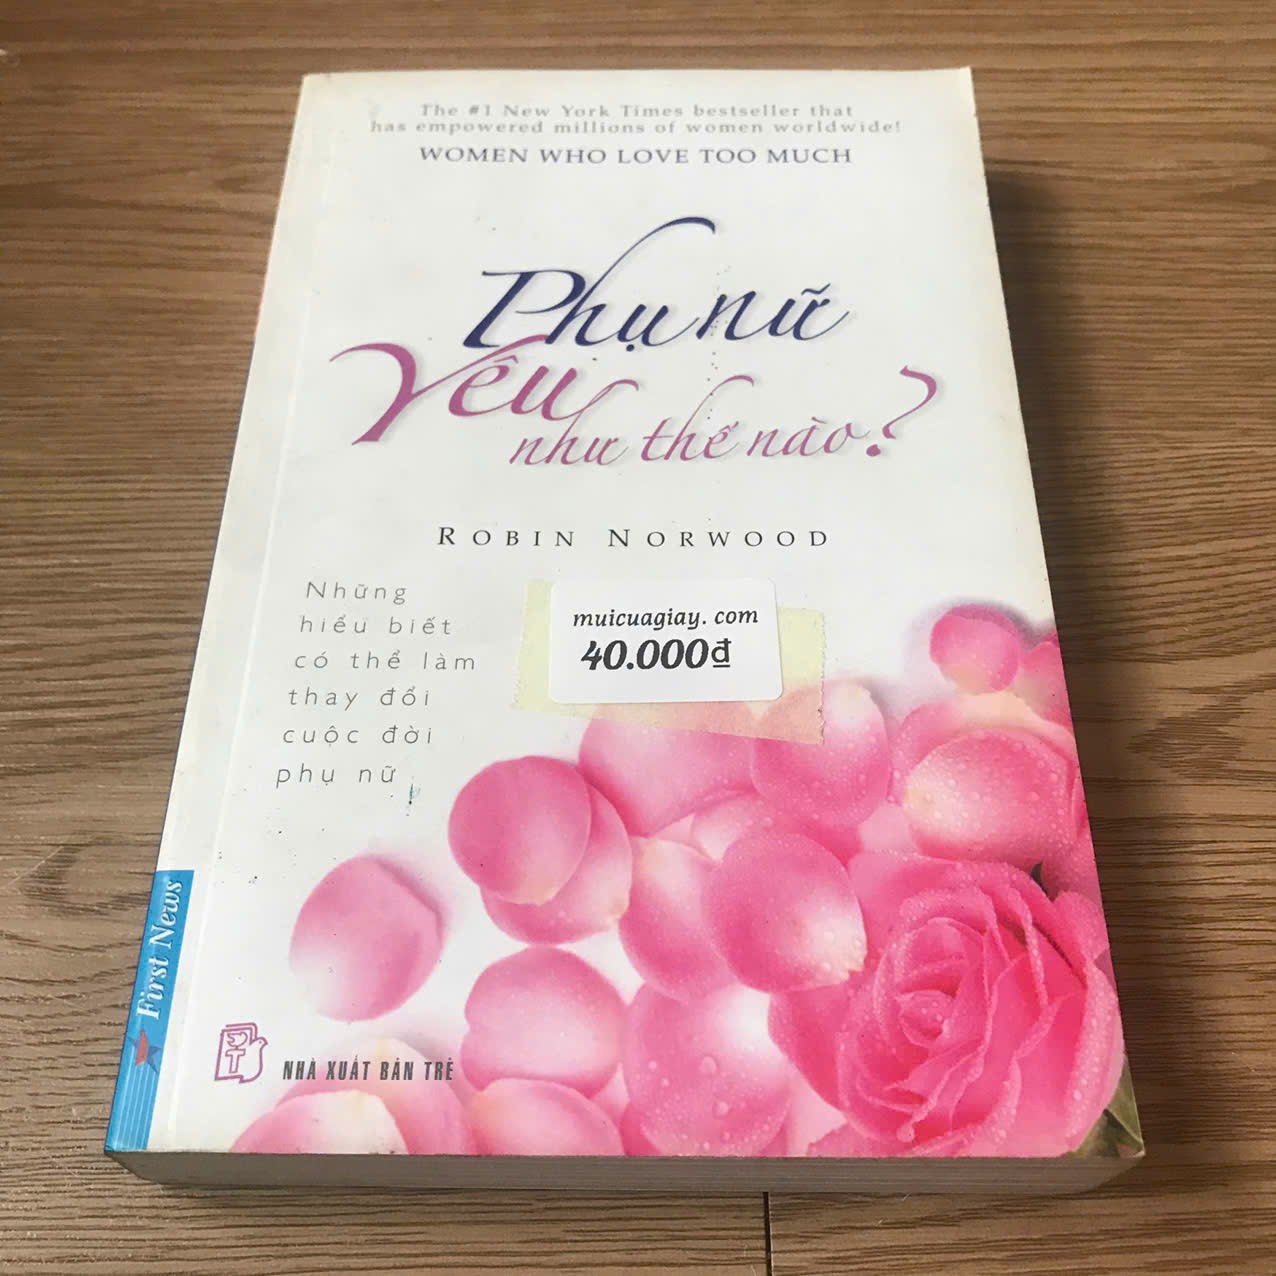 The #1 New York Times bestseller that
has empowered millions of women worldwide!
WOMEN WHO LOVE TOO MUCH
Phụ nữ
Yêu
như thế nào?
ROBIN NORWOOD
Những
hiểu biết
có thể làm
thay đổi
cuộc đời
phụ nữ
muicuagiay. com
40.000đ
First News
NHÀ XUẤT BẢN TRẺ